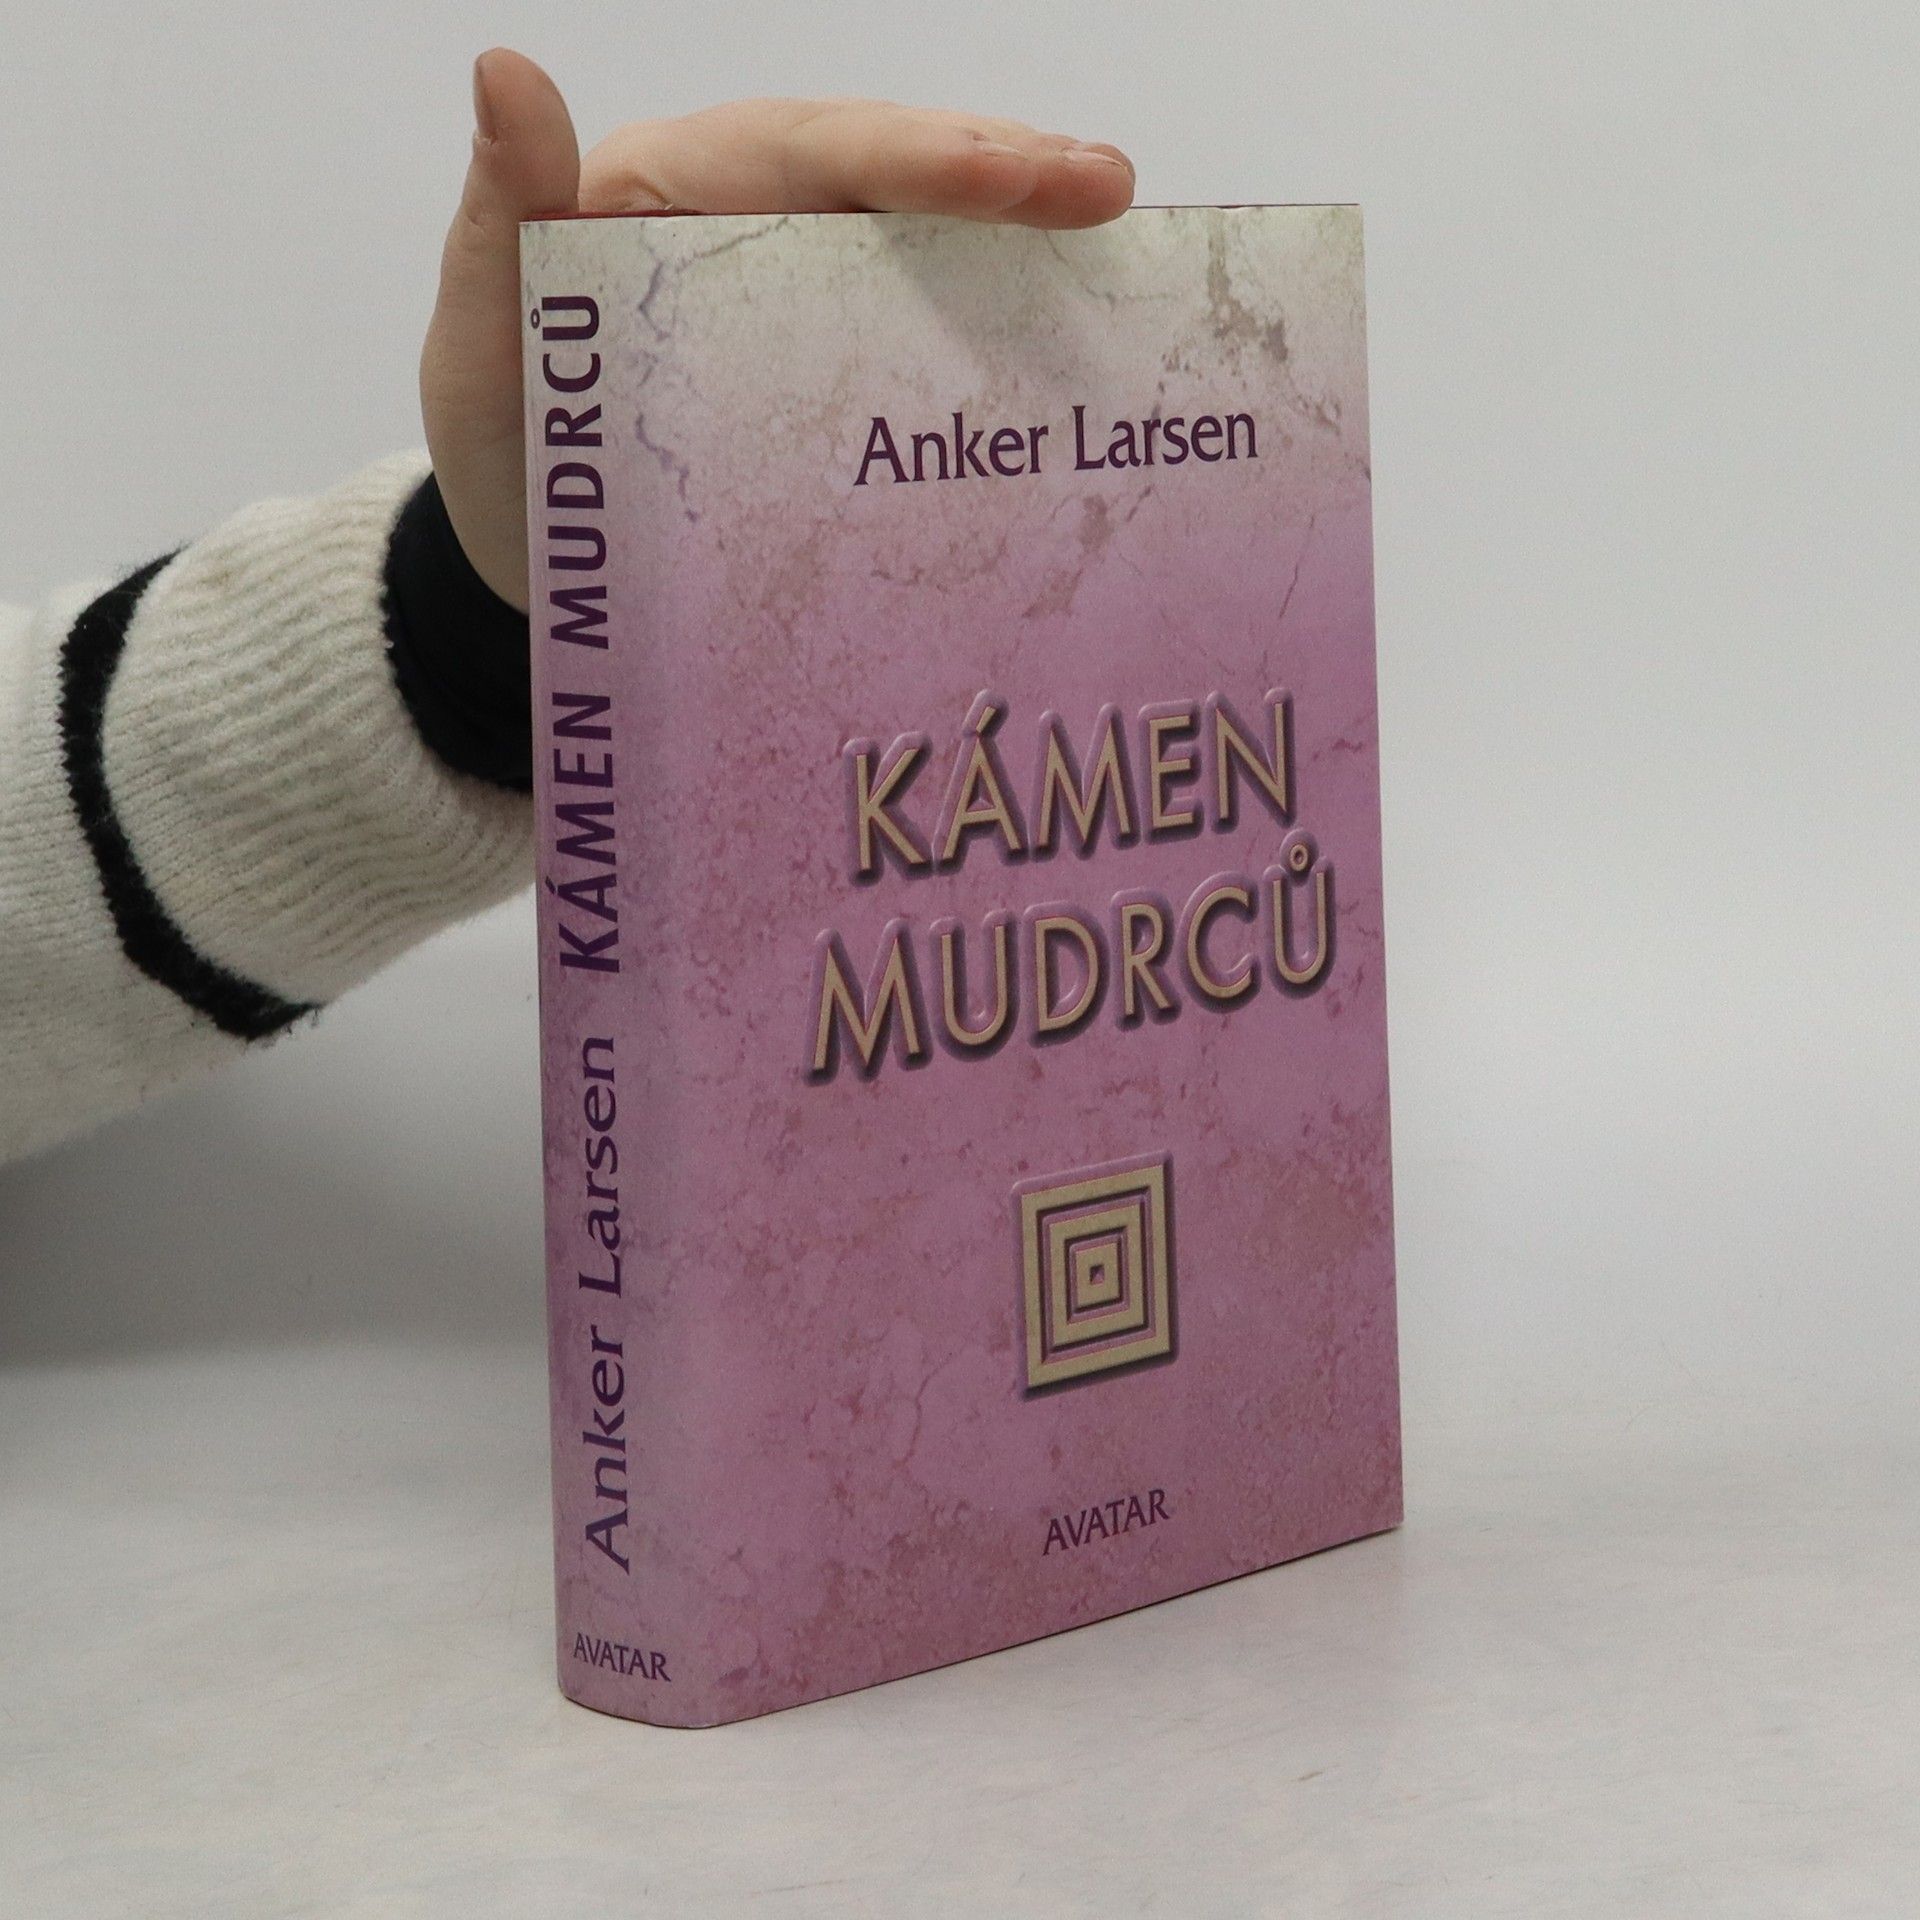 Anker Larsen KÁMEN MUDRCŮ
AVATAR
Anker Larsen
KÁMEN
MUDRCŮ
AVATAR